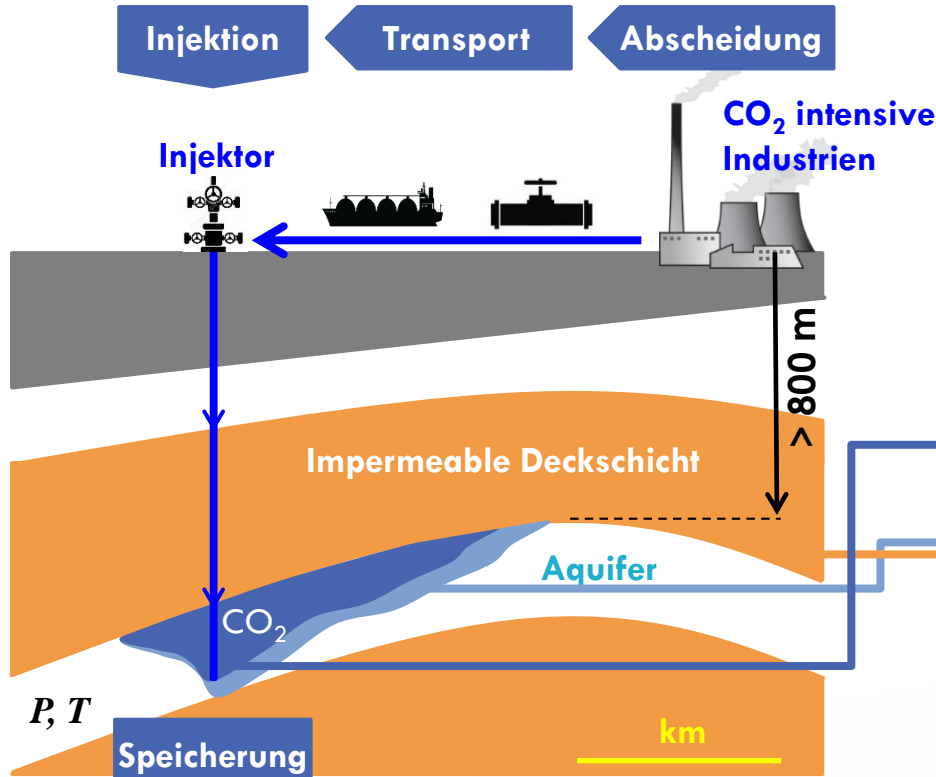 Injektion
Transport
Abscheidung
CO₂ intensive
Industrien
Injektor
> 800 m
Impermeable Deckschicht
Aquifer
CO₂
P, T
km
Speicherung